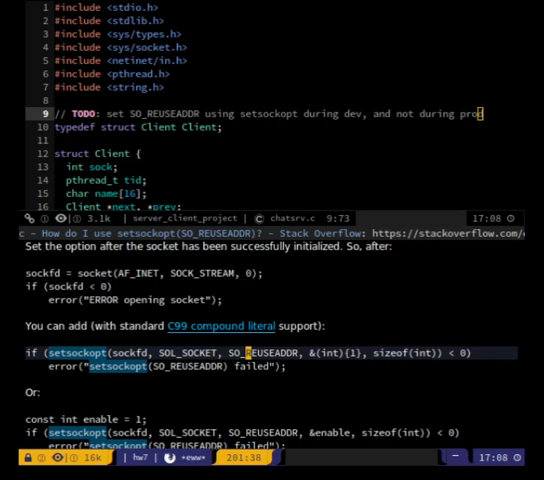 1 #include <stdio.h>
2 #include <stdlib.h>
3 #include <sys/types.h>
4 #include <sys/socket.h>
5 #include <netinet/in.h>
6 #include <pthread.h>
7 #include <string.h>
8
9 // TODO: set SO_REUSEADDR using setsockopt during dev, and not during prod
10 typedef struct Client Client;
11
12 struct Client {
13 int sock;
14 pthread_t tid;
15 char name[16];
16 Client *next, *prev;
3.1k | server_client_project | chatsrv.c 9:73 17:08
c – How do I use setsockopt(SO_REUSEADDR)? – Stack Overflow: https://stackoverflow.com/
Set the option after the socket has been successfully initialized. So, after:
sockfd = socket(AF_INET, SOCK_STREAM, 0);
if (sockfd < 0)
error("ERROR opening socket");
You can add (with standard C99 compound literal support):
if (setsockopt(sockfd, SOL_SOCKET, SO_REUSEADDR, &(int){1}, sizeof(int)) < 0)
error("setsockopt(SO_REUSEADDR) failed");
Or:
const int enable = 1;
if (setsockopt(sockfd, SOL_SOCKET, SO_REUSEADDR, &enable, sizeof(int)) < 0)
error("setsockopt(SO_REUSEADDR) failed");
16k | hw7 | *eww* 201:38 17:08